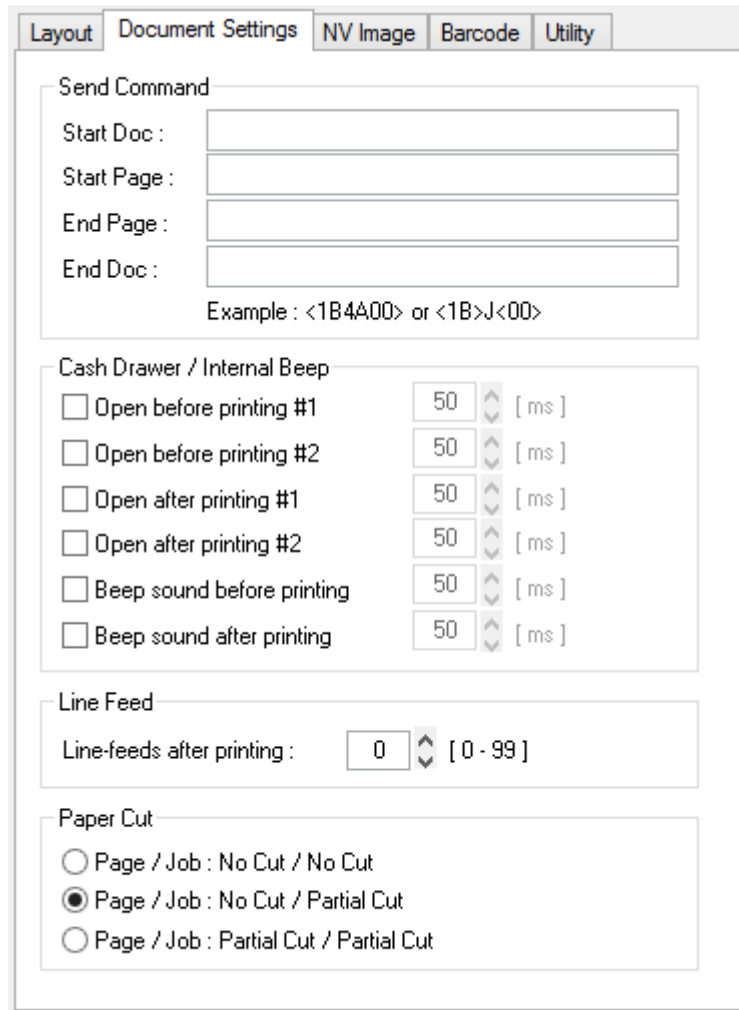 Layout Document Settings NV Image Barcode Utility
Send Command
Start Doc :
Start Page :
End Page :
End Doc :
Example : <1B4A00> or <1B>J<00>
Cash Drawer / Internal Beep
Open before printing #1 50 [ ms ]
Open before printing #2 50 [ ms ]
Open after printing #1 50 [ ms ]
Open after printing #2 50 [ ms ]
Beep sound before printing 50 [ ms ]
Beep sound after printing 50 [ ms ]
Line Feed
Line-feeds after printing : 0 [ 0 - 99 ]
Paper Cut
Page / Job : No Cut / No Cut
Page / Job : No Cut / Partial Cut
Page / Job : Partial Cut / Partial Cut